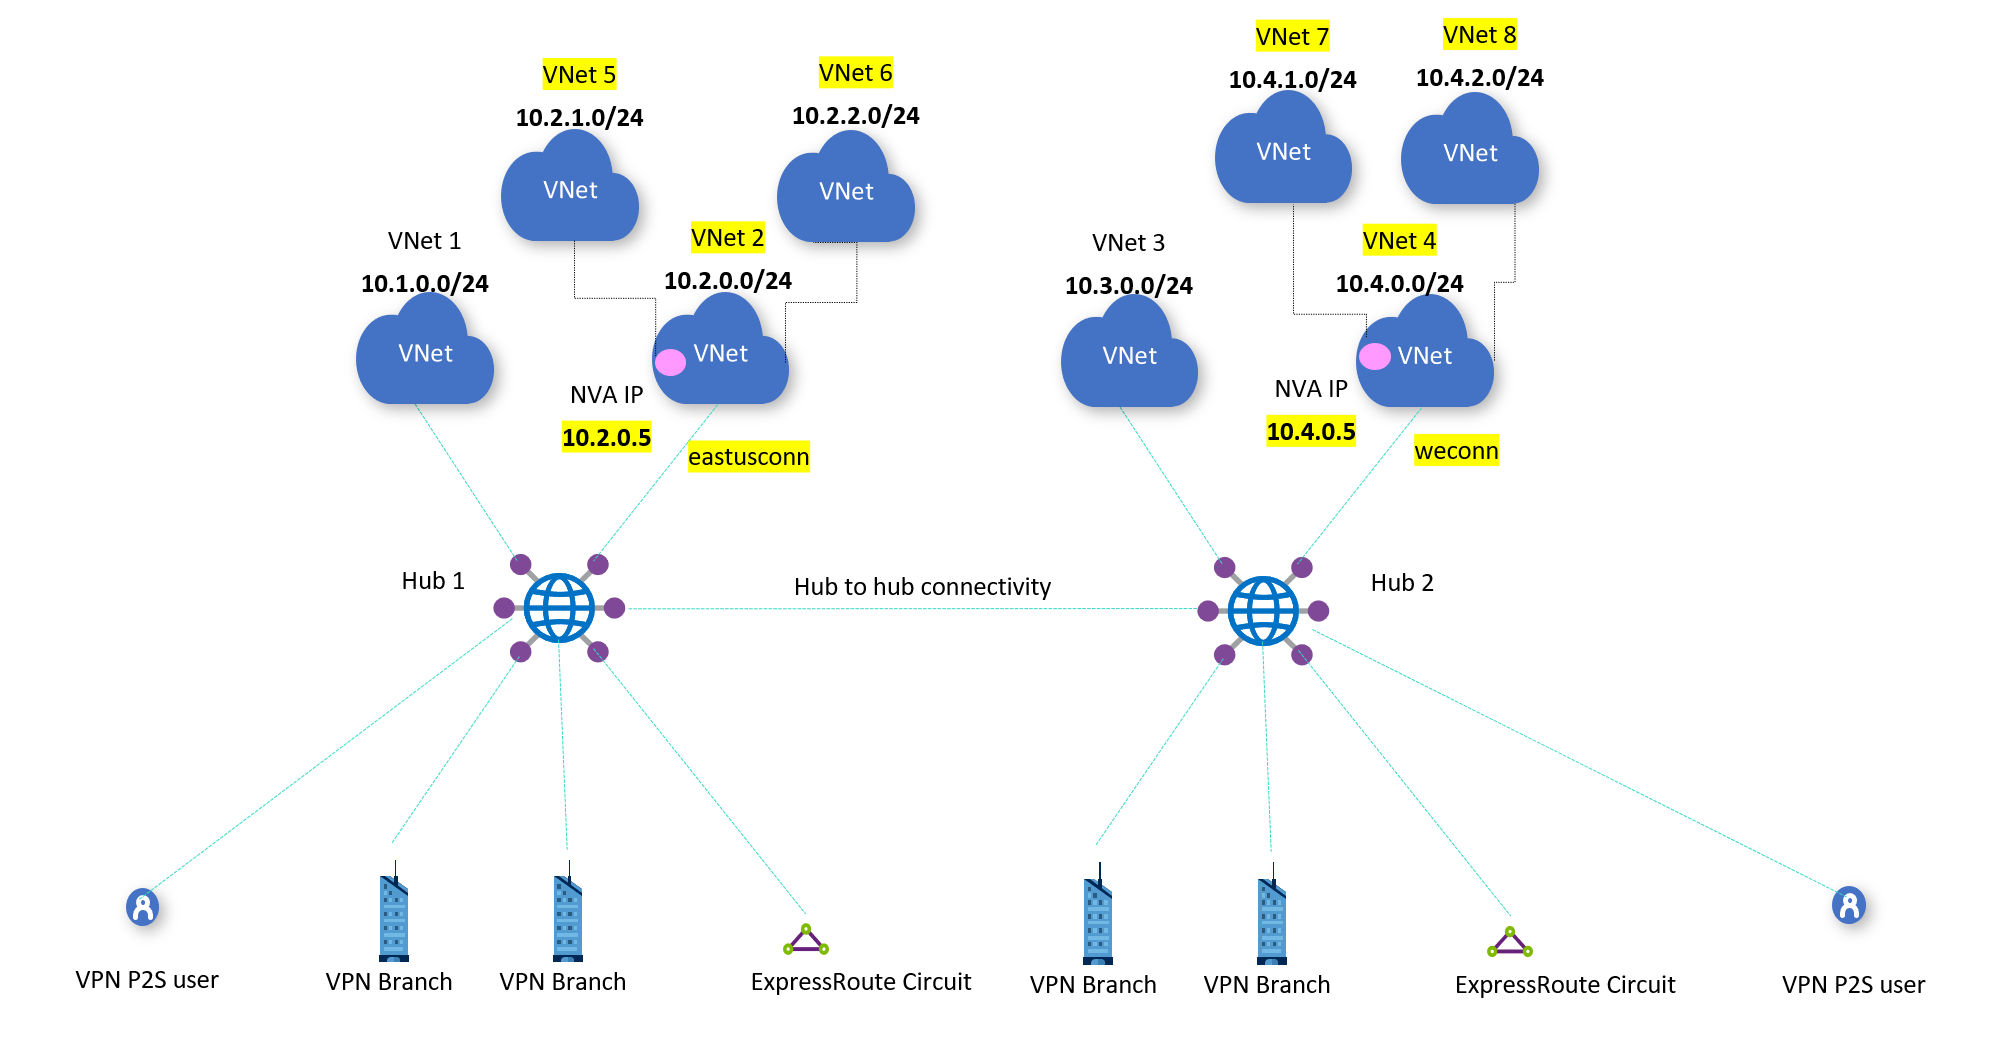 VNet 5
10.2.1.0/24
VNet
VNet 6
10.2.2.0/24
VNet
VNet 1
10.1.0.0/24
VNet
VNet 2
10.2.0.0/24
VNet
NVA IP
10.2.0.5
eastusconn
VNet 7
10.4.1.0/24
VNet
VNet 8
10.4.2.0/24
VNet
VNet 3
10.3.0.0/24
VNet
VNet 4
10.4.0.0/24
VNet
NVA IP
10.4.0.5
weconn
Hub 1
Hub to hub connectivity
Hub 2
VPN P2S user
VPN Branch
VPN Branch
ExpressRoute Circuit
VPN Branch
VPN Branch
ExpressRoute Circuit
VPN P2S user